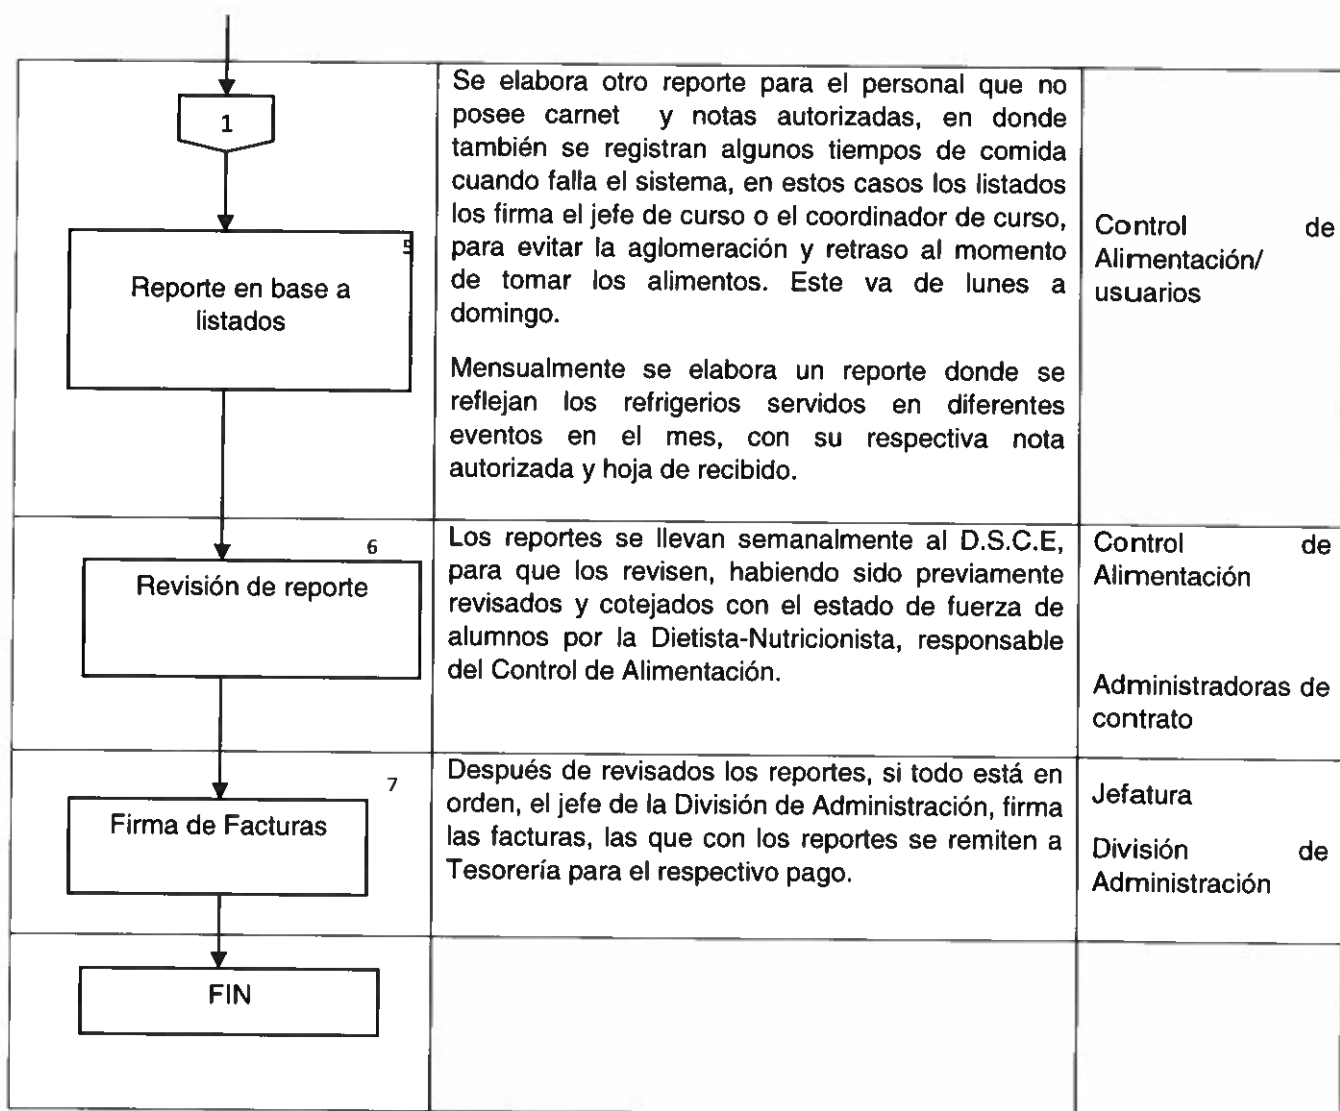 1
5
Reporte en base a
listados
Se elabora otro reporte para el personal que no
posee carnet y notas autorizadas, en donde
también se registran algunos tiempos de comida
cuando falla el sistema, en estos casos los listados
los firma el jefe de curso o el coordinador de curso,
para evitar la aglomeración y retraso al momento
de tomar los alimentos. Este va de lunes a
domingo.
Mensualmente se elabora un reporte donde se
reflejan los refrigerios servidos en diferentes
eventos en el mes, con su respectiva nota
autorizada y hoja de recibido.
Control de
Alimentación/
usuarios
6
Revisión de reporte
Los reportes se llevan semanalmente al D.S.C.E,
para que los revisen, habiendo sido previamente
revisados y cotejados con el estado de fuerza de
alumnos por la Dietista-Nutricionista, responsable
del Control de Alimentación.
Control de
Alimentación
Administradoras de
contrato
7
Firma de Facturas
Después de revisados los reportes, si todo está en
orden, el jefe de la División de Administración, firma
las facturas, las que con los reportes se remiten a
Tesorería para el respectivo pago.
Jefatura
División de
Administración
FIN